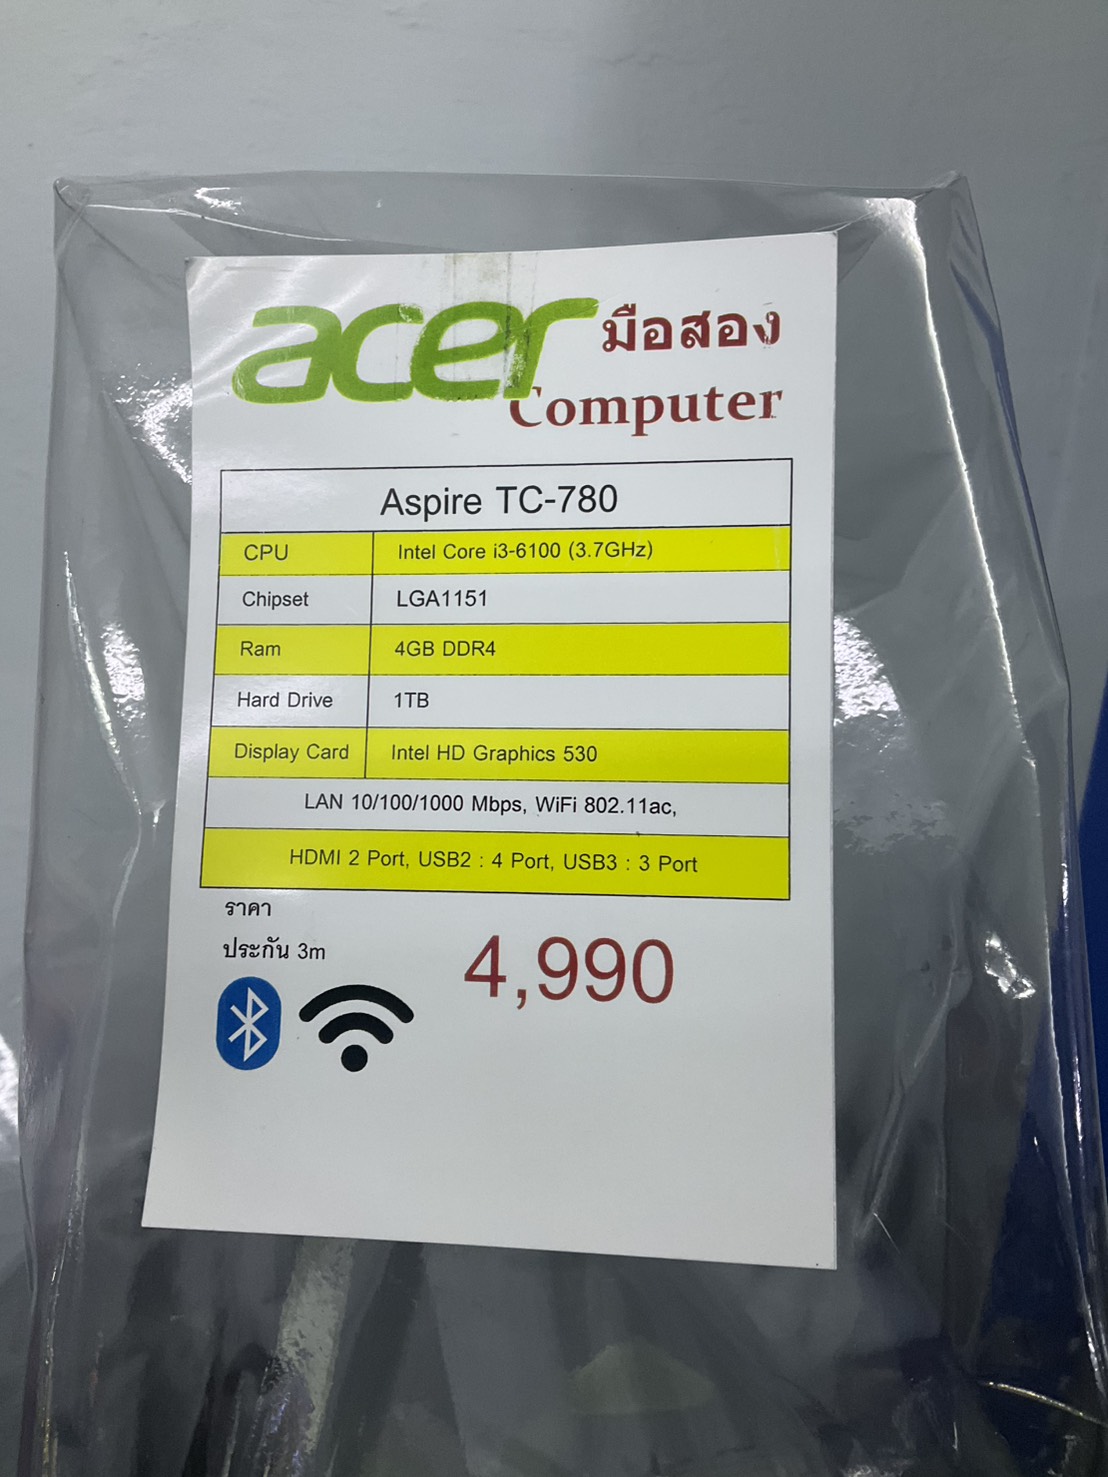 acer มือสอง
Computer
Aspire TC-780
CPU Intel Core i3-6100 (3.7GHz)
Chipset LGA1151
Ram 4GB DDR4
Hard Drive 1TB
Display Card Intel HD Graphics 530
LAN 10/100/1000 Mbps, WiFi 802.11ac,
HDMI 2 Port, USB2 : 4 Port, USB3 : 3 Port
ราคา
ประกัน 3m
4,990